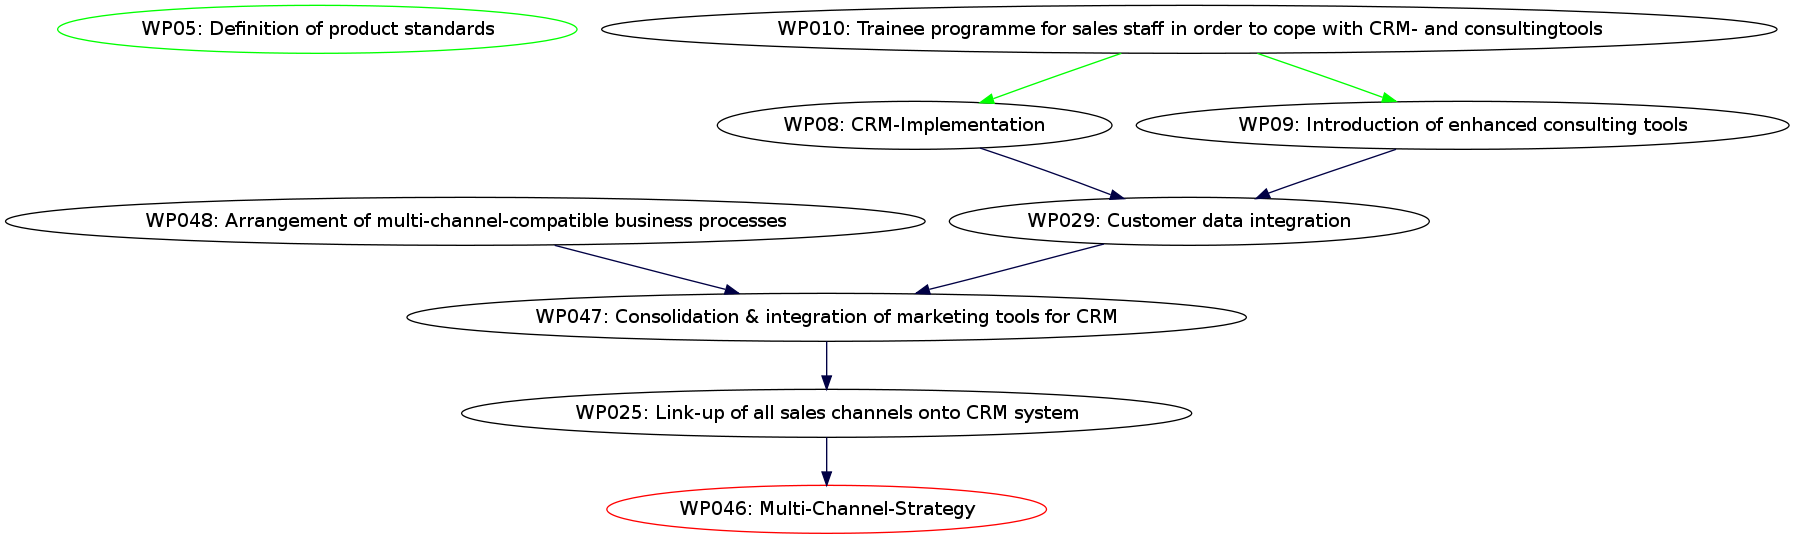 WP05: Definition of product standards
WP010: Trainee programme for sales staff in order to cope with CRM- and consultingtools
WP08: CRM-Implementation
WP09: Introduction of enhanced consulting tools
WP048: Arrangement of multi-channel-compatible business processes
WP029: Customer data integration
WP047: Consolidation & integration of marketing tools for CRM
WP025: Link-up of all sales channels onto CRM system
WP046: Multi-Channel-Strategy